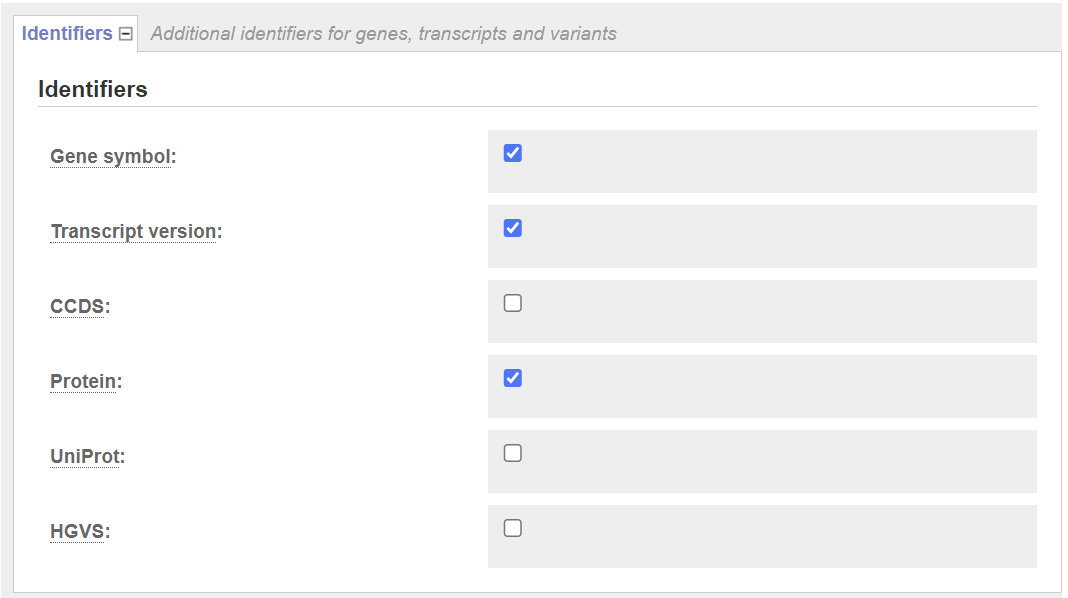 Identifiers Additional identifiers for genes, transcripts and variants
Identifiers
Gene symbol:
Transcript version:
CCDS:
Protein:
UniProt:
HGVS: